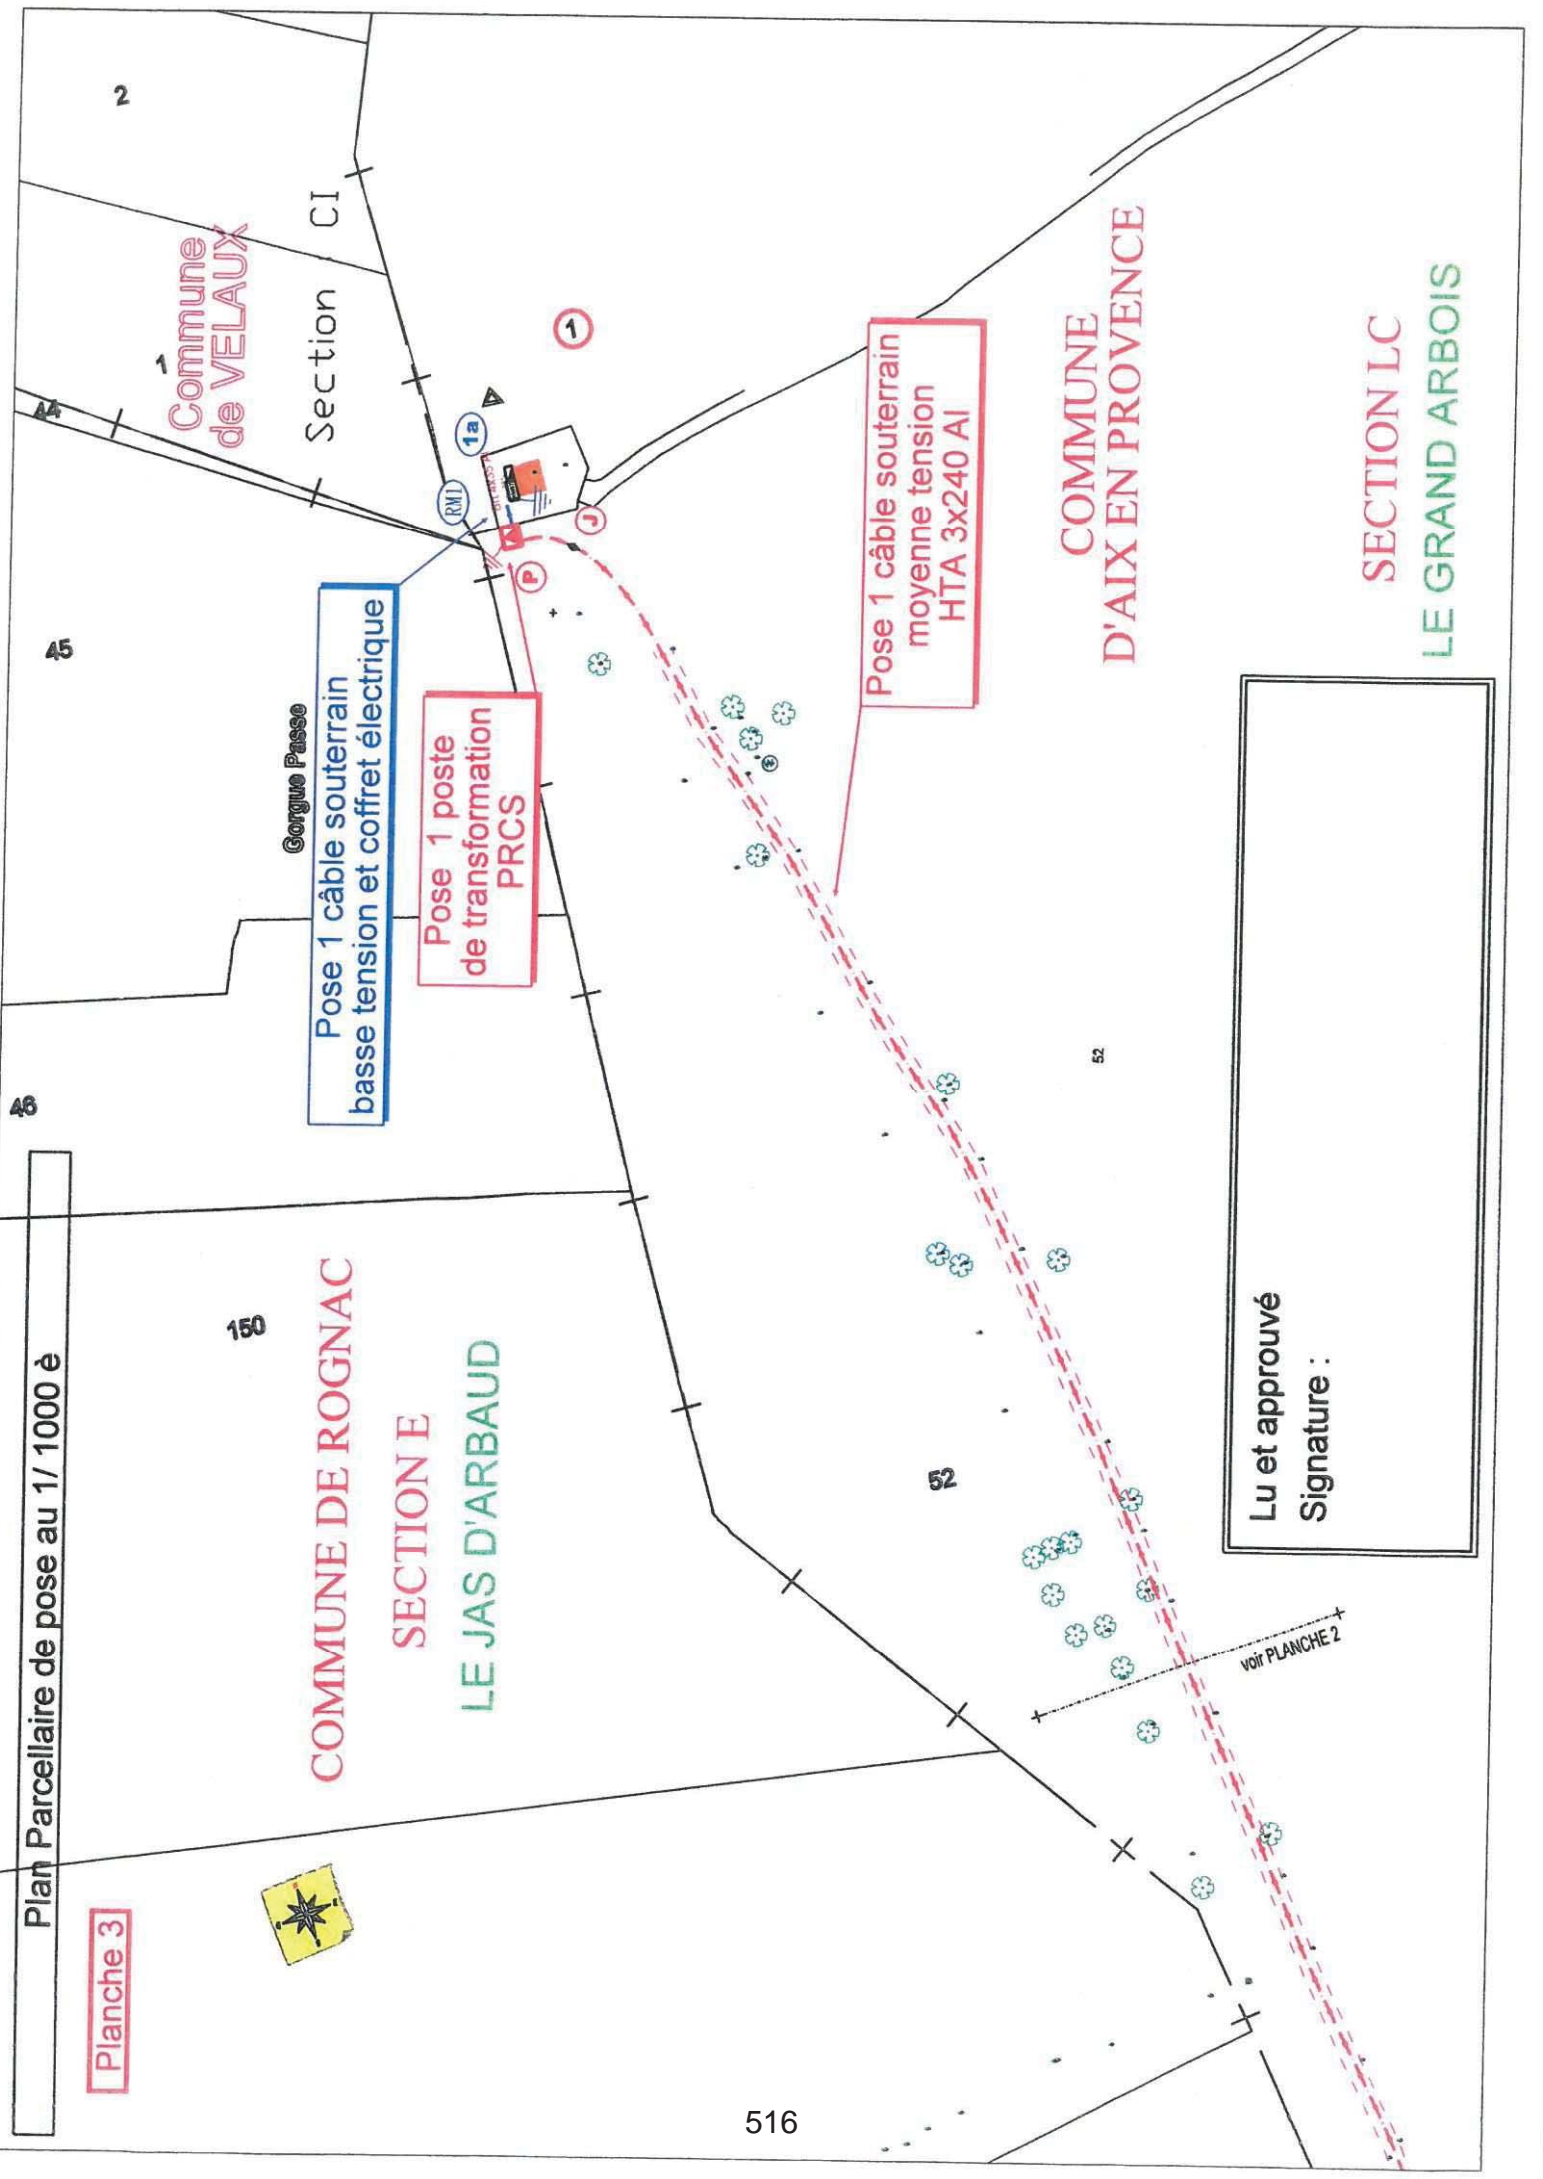 Plan Parcellaire de pose au 1/ 1000 è
Planche 3
COMMUNE DE ROGNAC
SECTION E
LE JAS D'ARBAUD
150
46
45
Gorgue Passe
44
1
2
Commune
de VELAUX
Section CI
Pose 1 câble souterrain
basse tension et coffret électrique
Pose 1 poste
de transformation
PRCS
RM1
1a
P
J
1
Pose 1 câble souterrain
moyenne tension
HTA 3x240 Al
COMMUNE
D'AIX EN PROVENCE
SECTION LC
LE GRAND ARBOIS
52
52
voir PLANCHE 2
Lu et approuvé
Signature :
516